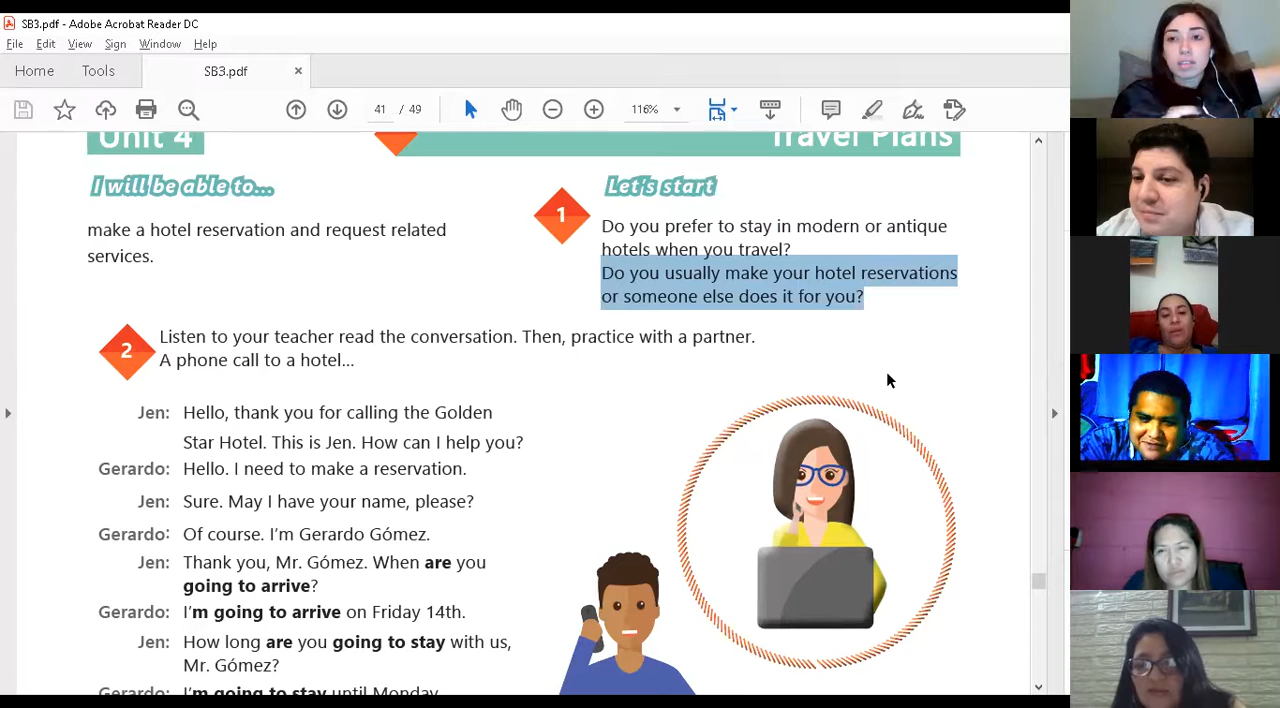 SB3.pdf - Adobe Acrobat Reader DC
File Edit View Sign Window Help
Home Tools SB3.pdf ×
41 / 49 116%
Unit 4 Travel Plans
I will be able to...
make a hotel reservation and request related
services.
Let's start
1
Do you prefer to stay in modern or antique
hotels when you travel?
Do you usually make your hotel reservations
or someone else does it for you?
2
Listen to your teacher read the conversation. Then, practice with a partner.
A phone call to a hotel...
Jen: Hello, thank you for calling the Golden
Star Hotel. This is Jen. How can I help you?
Gerardo: Hello. I need to make a reservation.
Jen: Sure. May I have your name, please?
Gerardo: Of course. I'm Gerardo Gómez.
Jen: Thank you, Mr. Gómez. When are you
going to arrive?
Gerardo: I'm going to arrive on Friday 14th.
Jen: How long are you going to stay with us,
Mr. Gómez?
Gerardo: I'm going to stay until Monday